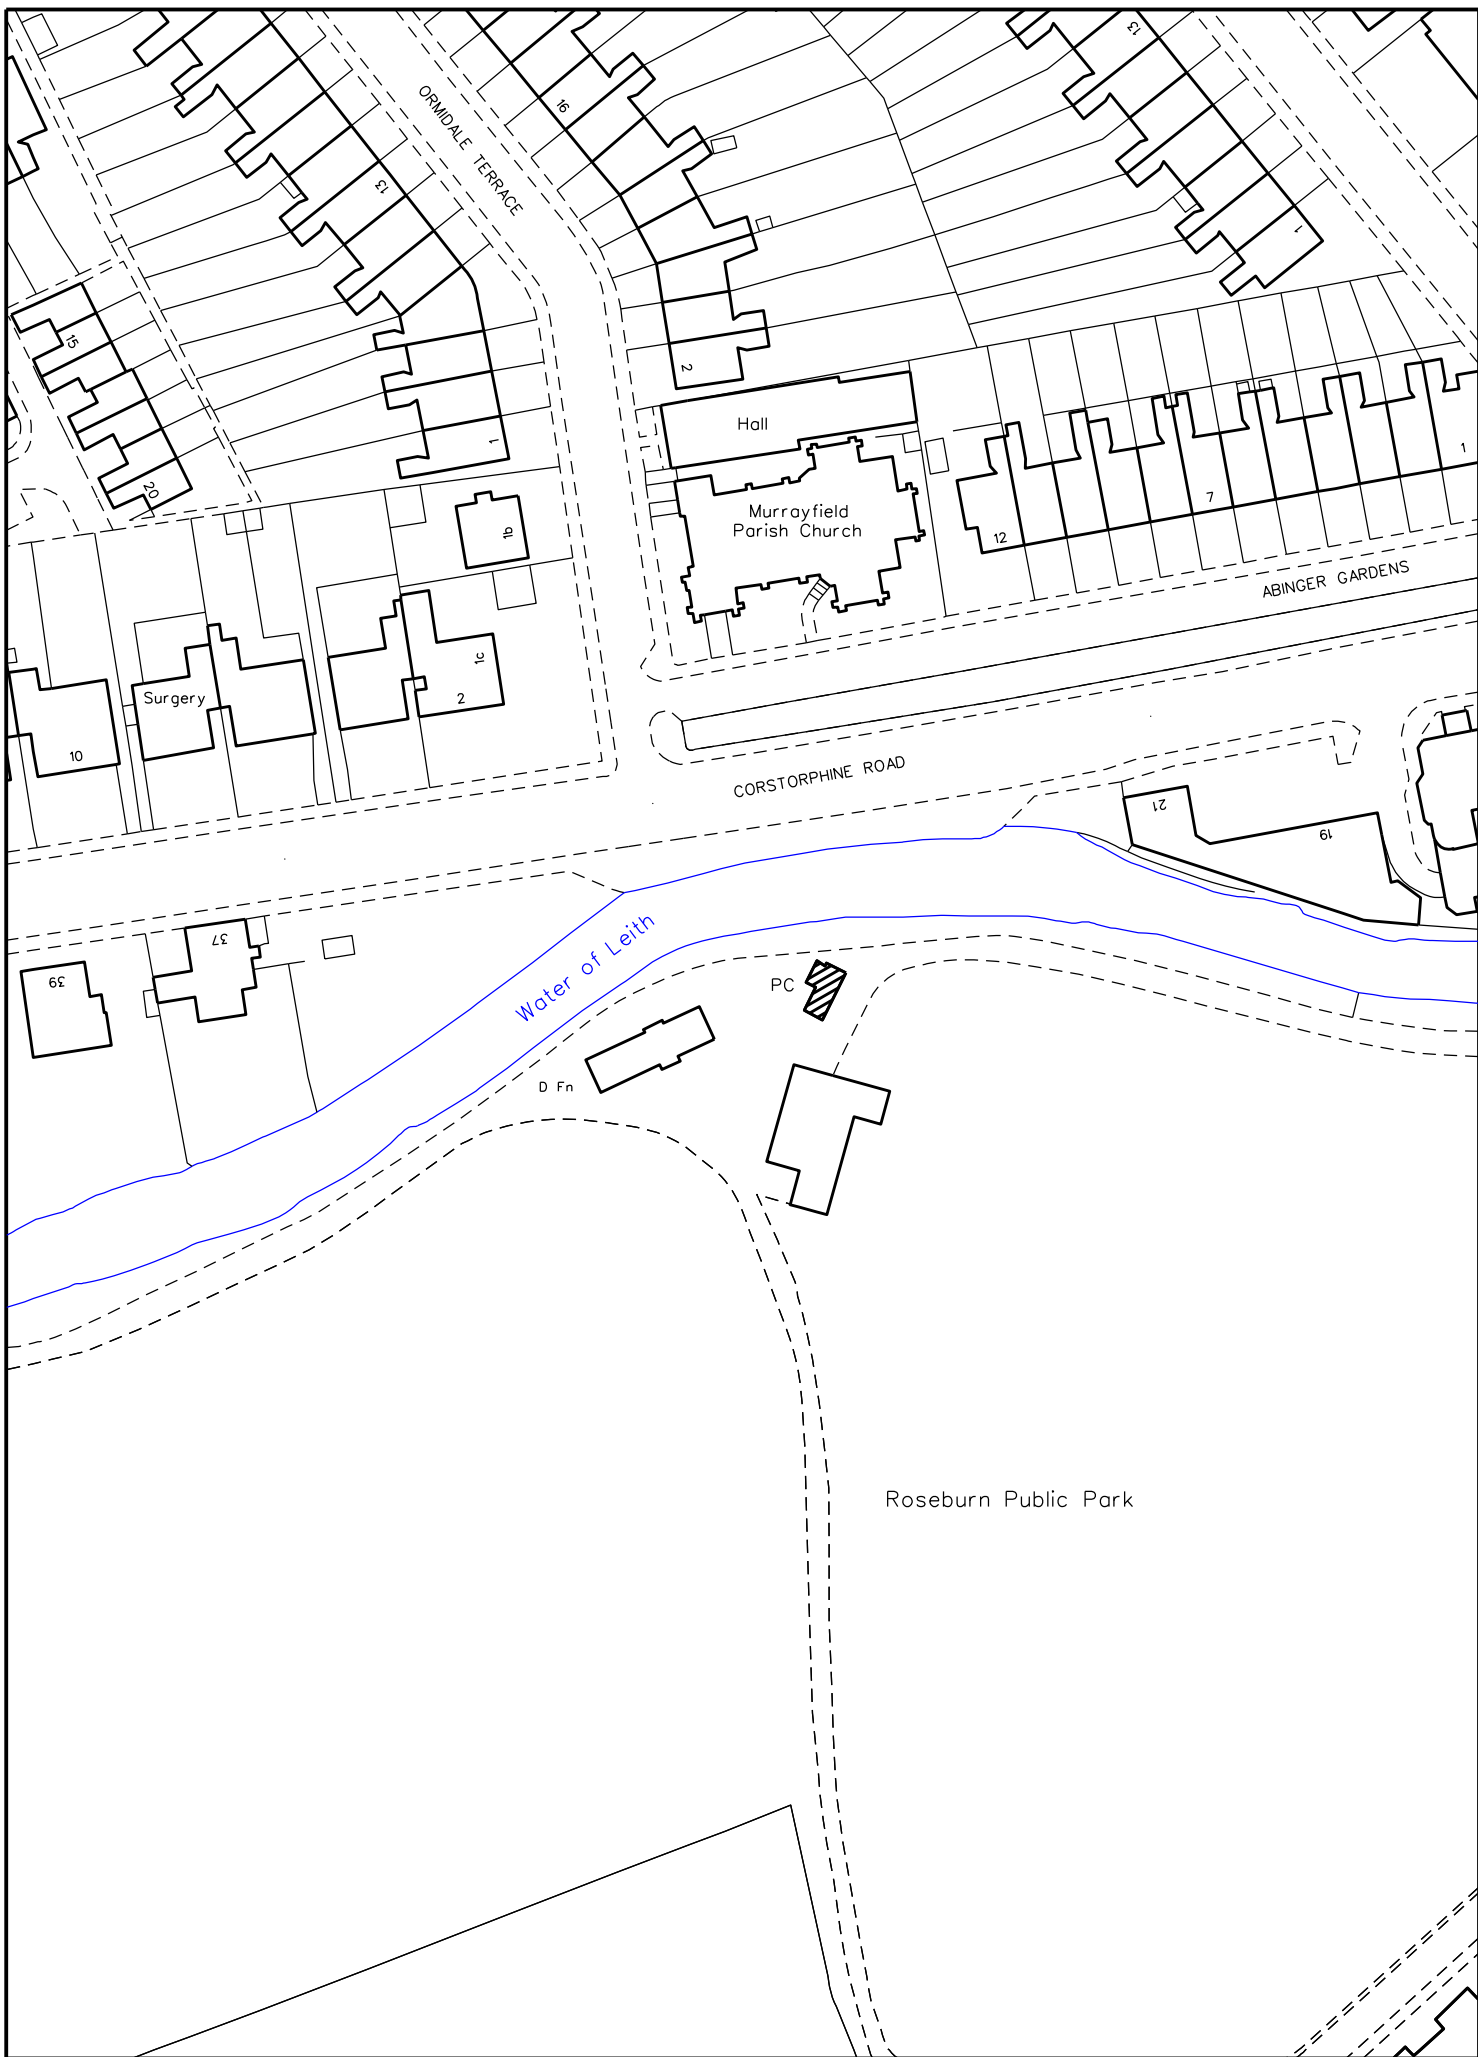 13
16
ORMIDALE TERRACE
13
1
15
2
1
Hall
1
20
7
12
Murrayfield
Parish Church
1b
ABINGER GARDENS
1c
Surgery
2
10
CORSTORPHINE ROAD
21
19
37
Water of Leith
39
PC
D Fn
Roseburn Public Park